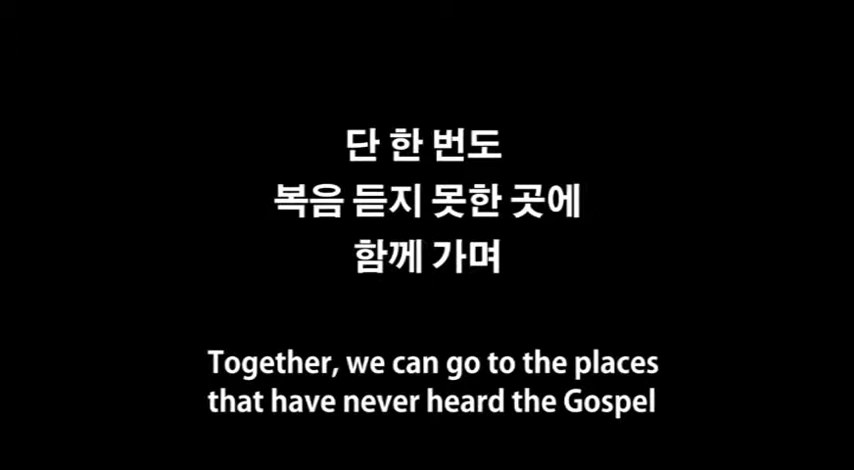 단 한 번도
복음 듣지 못한 곳에
함께 가며
Together, we can go to the places
that have never heard the Gospel